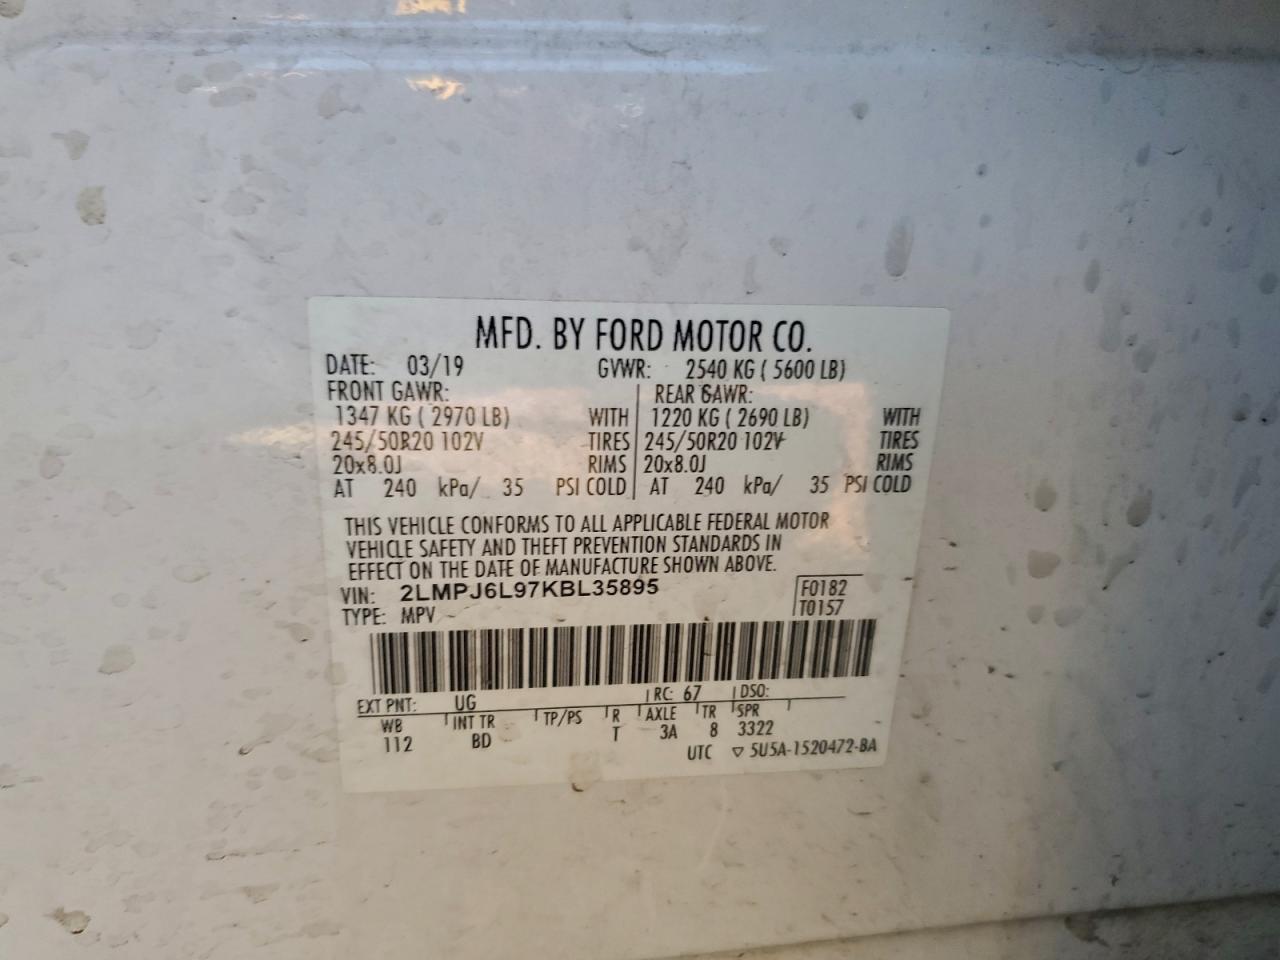 MFD. BY FORD MOTOR CO.
DATE: 03/19 GVWR: 2540 KG ( 5600 LB)
FRONT GAWR: REAR GAWR:
1347 KG ( 2970 LB) WITH 1220 KG ( 2690 LB) WITH
245/50R20 102V TIRES 245/50R20 102V TIRES
20x8.0J RIMS 20x8.0J RIMS
AT 240 kPa/ 35 PSI COLD AT 240 kPa/ 35 PSI COLD
THIS VEHICLE CONFORMS TO ALL APPLICABLE FEDERAL MOTOR
VEHICLE SAFETY AND THEFT PREVENTION STANDARDS IN
EFFECT ON THE DATE OF MANUFACTURE SHOWN ABOVE.
VIN: 2LMPJ6L97KBL35895 F0182
TYPE: MPV T0157
EXT PNT: UG RC: 67 DSO:
WB INT TR TP/PS R AXLE TR SPR
112 BD T 3A 8 3322
UTC ▽ 5U5A-1520472-BA